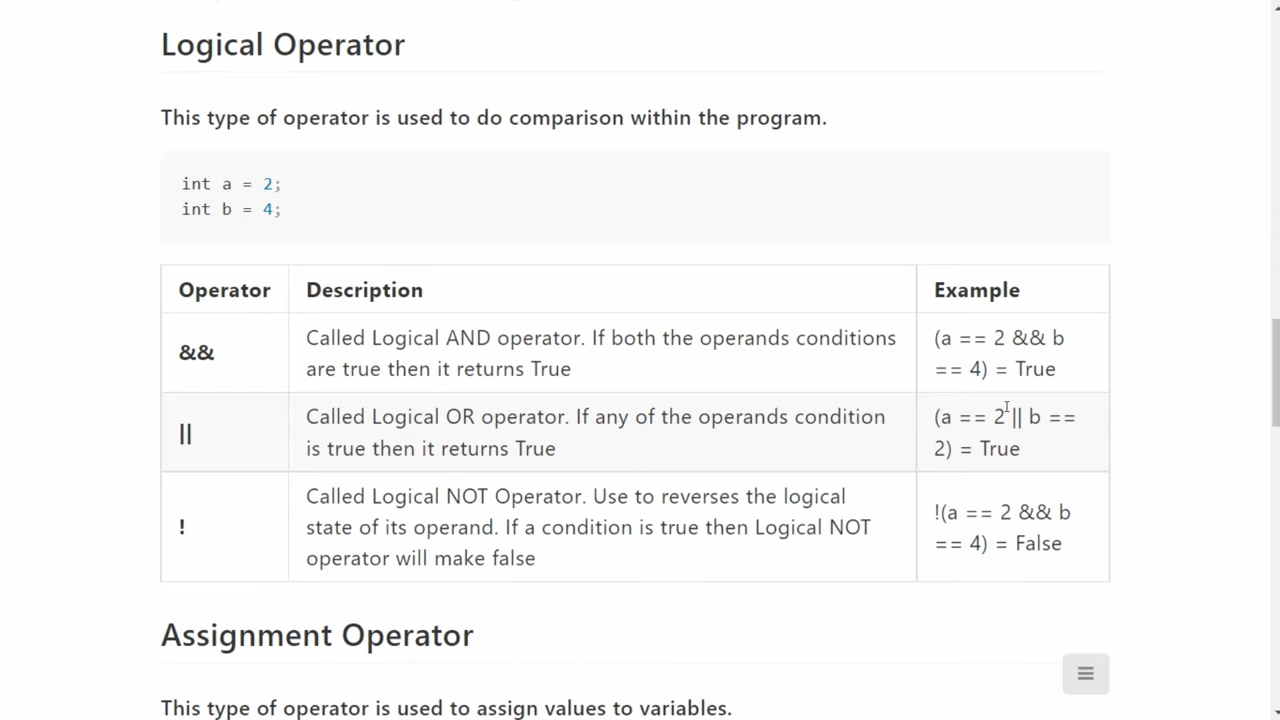 Logical Operator
This type of operator is used to do comparison within the program.
int a = 2;
int b = 4;
Operator Description Example
&& Called Logical AND operator. If both the operands conditions are true then it returns True (a == 2 && b == 4) = True
|| Called Logical OR operator. If any of the operands condition is true then it returns True (a == 2 || b == 2) = True
! Called Logical NOT Operator. Use to reverses the logical state of its operand. If a condition is true then Logical NOT operator will make false !(a == 2 && b == 4) = False
Assignment Operator
This type of operator is used to assign values to variables.